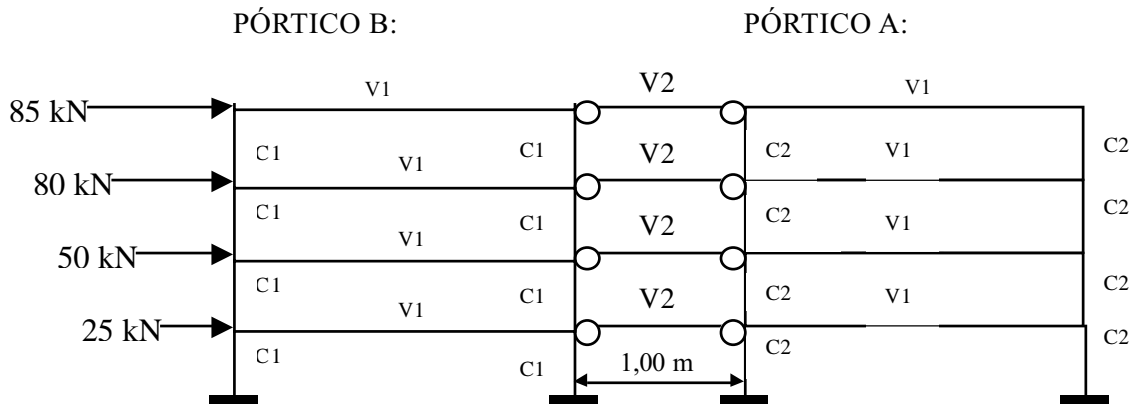 PÓRTICO B: PÓRTICO A:
V1 V2 V1
85 kN
C1 C1 C2 C2
V1 V2 V1
80 kN
C1 C1 C2 C2
V1 V2 V1
50 kN
C1 C1 C2 C2
V1 V2 V1
25 kN
C1 C1 C2 C2
1,00 m